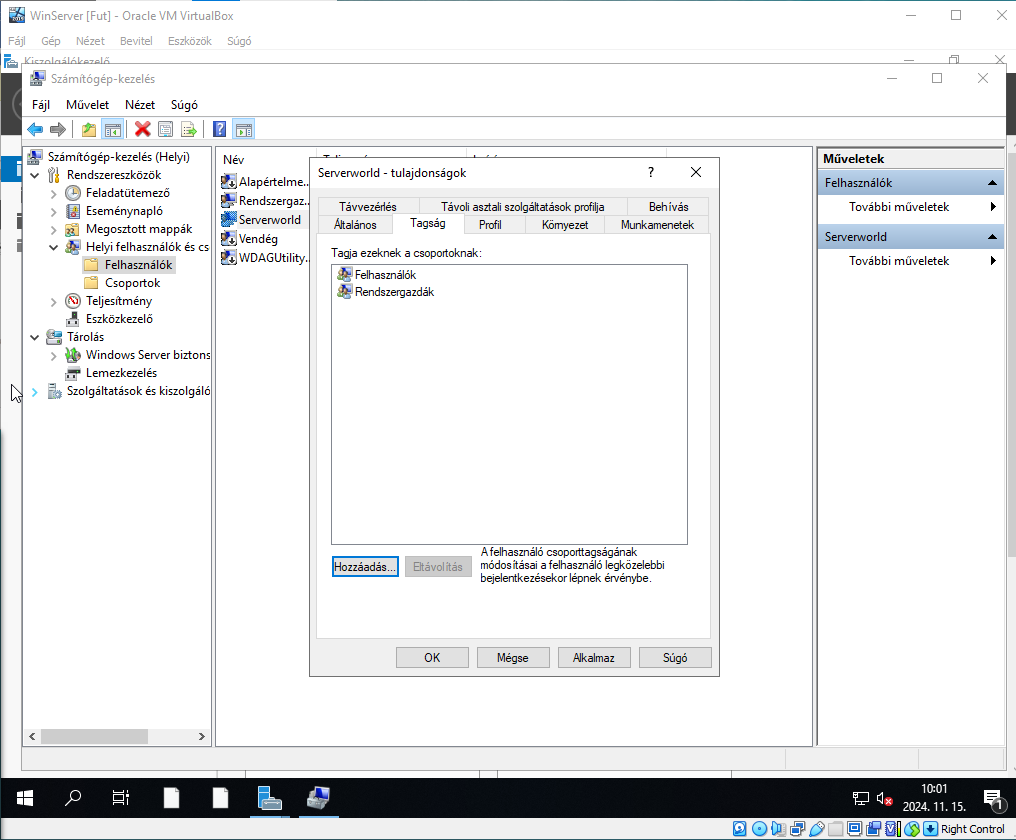 WinServer [Fut] - Oracle VM VirtualBox
Fájl Gép Nézet Bevitel Eszközök Súgó
Kiszolgálókezelő
Számítógép-kezelés
Fájl Művelet Nézet Súgó
Számítógép-kezelés (Helyi)
Rendszereszközök
Feladatütemező
Eseménynapló
Megosztott mappák
Helyi felhasználók és cs
Felhasználók
Csoportok
Teljesítmény
Eszközkezelő
Tárolás
Windows Server biztons
Lemezkezelés
Szolgáltatások és kiszolgáló
Név
Alapértelme...
Rendszergaz...
Serverworld
Vendég
WDAGUtility...
Serverworld - tulajdonságok
?
Távvezérlés Távoli asztali szolgáltatások profilja Behívás
Általános Tagság Profil Környezet Munkamenetek
Tagja ezeknek a csoportoknak:
Felhasználók
Rendszergazdák
Hozzáadás... Eltávolítás
A felhasználó csoporttagságának
módosításai a felhasználó legközelebbi
bejelentkezésekor lépnek érvénybe.
OK Mégse Alkalmaz Súgó
Műveletek
Felhasználók
További műveletek
Serverworld
További műveletek
10:01
2024. 11. 15.
1
Right Control